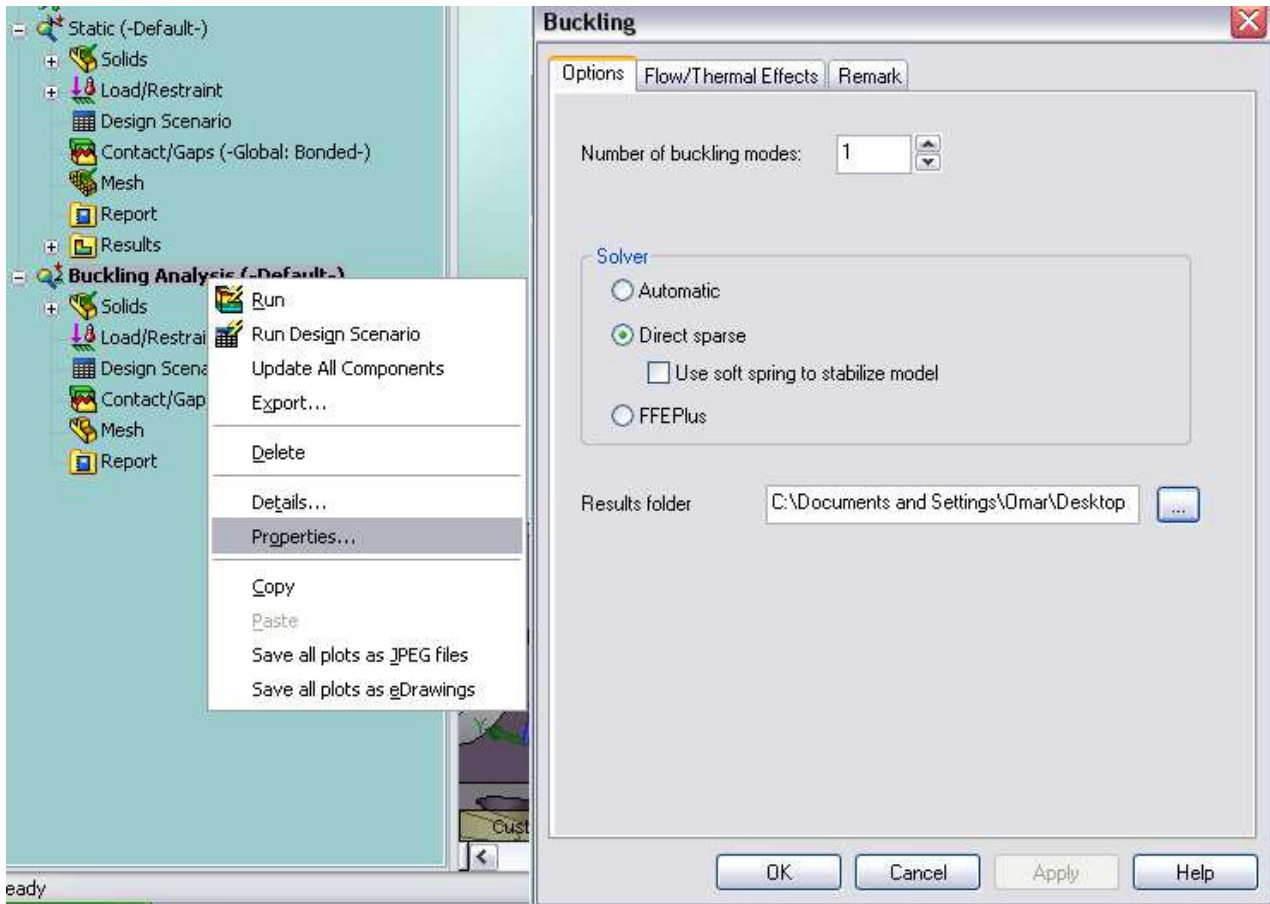 Static (-Default-)
Solids
Load/Restraint
Design Scenario
Contact/Gaps (-Global: Bonded-)
Mesh
Report
Results
Buckling Analysis (-Default-)
Solids
Load/Restrai
Design Scena
Contact/Gap
Mesh
Report
Run
Run Design Scenario
Update All Components
Export...
Delete
Details...
Properties...
Copy
Paste
Save all plots as JPEG files
Save all plots as eDrawings
Y
Cust
eady
Buckling
Options Flow/Thermal Effects Remark
Number of buckling modes: 1
Solver
Automatic
Direct sparse
Use soft spring to stabilize model
FFEPlus
Results folder C:\Documents and Settings\Omar\Desktop ...
OK Cancel Apply Help